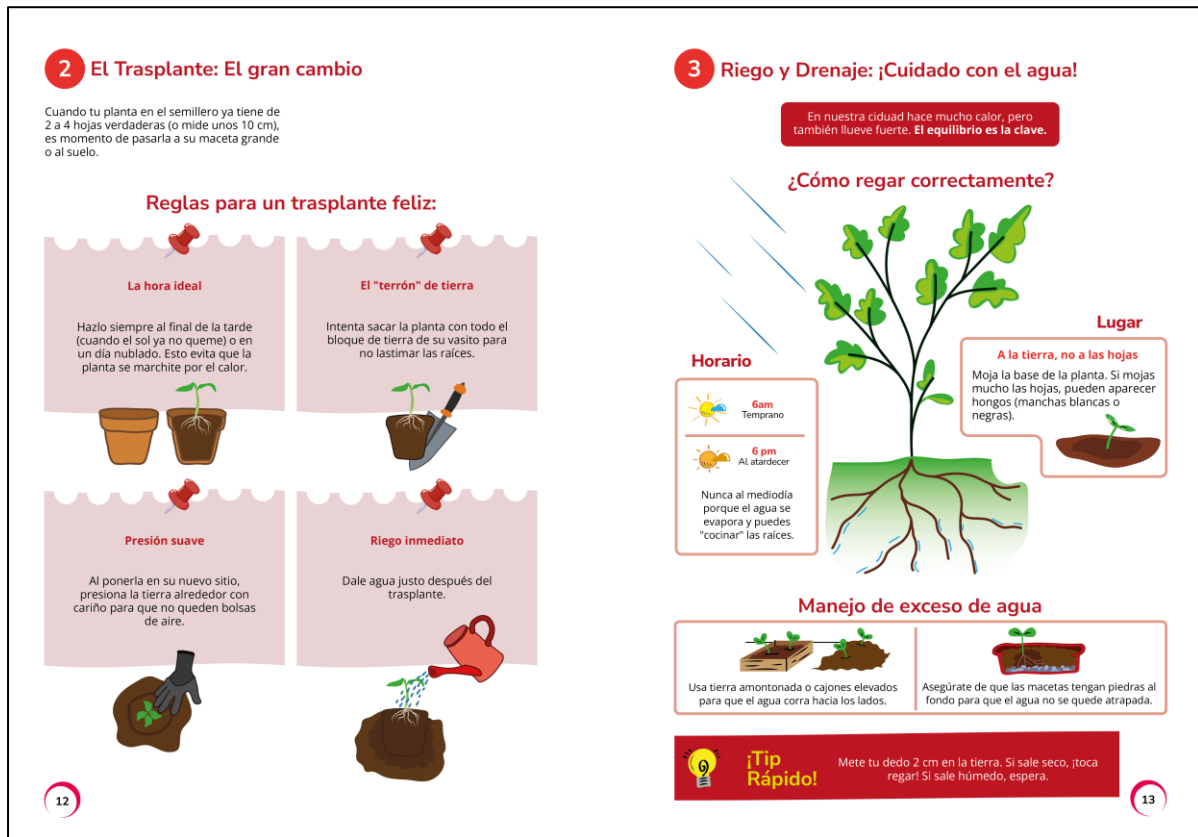 2 El Trasplante: El gran cambio
Cuando tu planta en el semillero ya tiene de
2 a 4 hojas verdaderas (o mide unos 10 cm),
es momento de pasarla a su maceta grande
o al suelo.
Reglas para un trasplante feliz:
La hora ideal
Hazlo siempre al final de la tarde
(cuando el sol ya no queme) o en
un día nublado. Esto evita que la
planta se marchite por el calor.
El "terrón" de tierra
Intenta sacar la planta con todo el
bloque de tierra de su vasito para
no lastimar las raíces.
Presión suave
Al ponerla en su nuevo sitio,
presiona la tierra alrededor con
cariño para que no queden bolsas
de aire.
Riego inmediato
Dale agua justo después del
trasplante.
12
3 Riego y Drenaje: ¡Cuidado con el agua!
En nuestra ciduad hace mucho calor, pero
también llueve fuerte. El equilibrio es la clave.
¿Cómo regar correctamente?
Horario
6am
Temprano
6 pm
Al atardecer
Nunca al mediodía
porque el agua se
evapora y puedes
"cocinar" las raíces.
Lugar
A la tierra, no a las hojas
Moja la base de la planta. Si mojas
mucho las hojas, pueden aparecer
hongos (manchas blancas o
negras).
Manejo de exceso de agua
Usa tierra amontonada o cajones elevados
para que el agua corra hacia los lados.
Asegúrate de que las macetas tengan piedras al
fondo para que el agua no se quede atrapada.
¡Tip
Rápido!
Mete tu dedo 2 cm en la tierra. Si sale seco, ¡toca
regar! Si sale húmedo, espera.
13